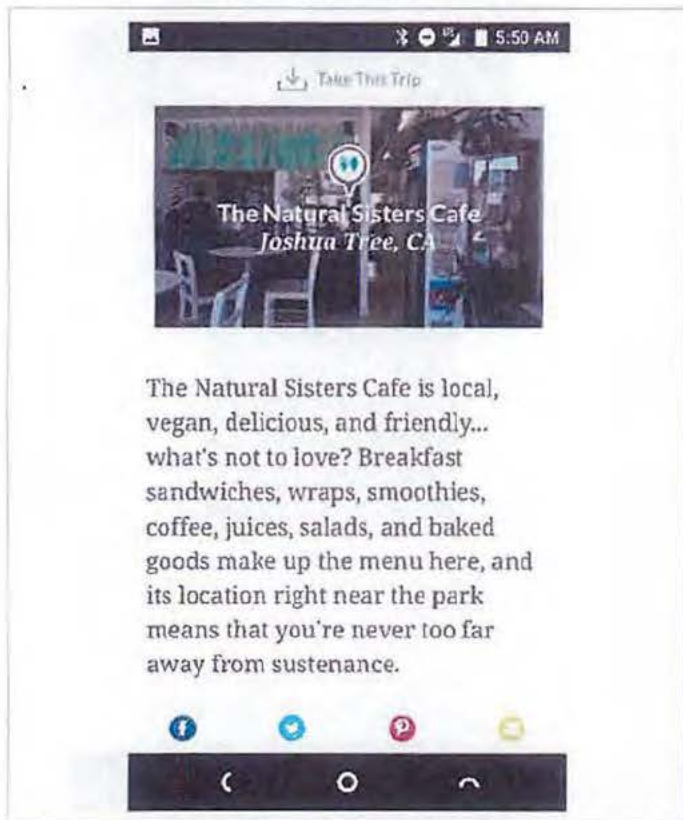 5:50 AM
Take This Trip
The Natural Sisters Cafe
Joshua Tree, CA
The Natural Sisters Cafe is local,
vegan, delicious, and friendly...
what's not to love? Breakfast
sandwiches, wraps, smoothies,
coffee, juices, salads, and baked
goods make up the menu here, and
its location right near the park
means that you're never too far
away from sustenance.